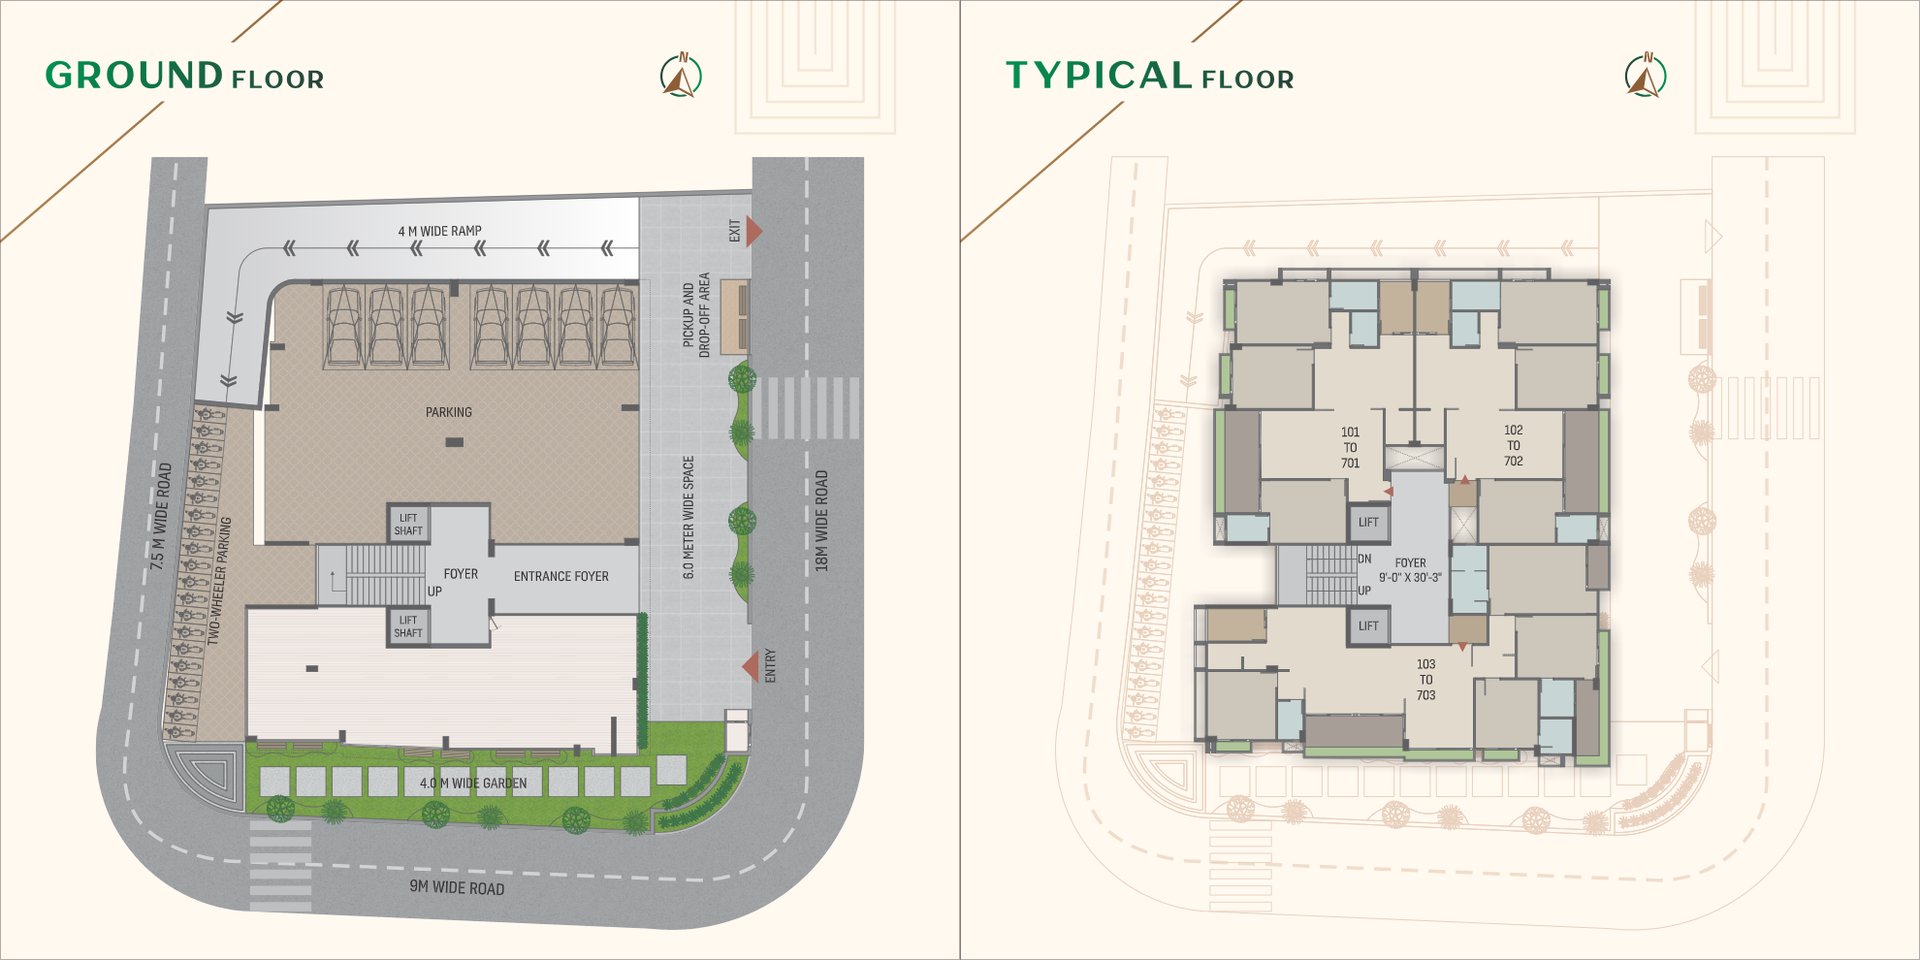 GROUND FLOOR
N
4 M WIDE RAMP
EXIT
PICKUP AND
DROP-OFF AREA
PARKING
7.5 M WIDE ROAD
TWO-WHEELER PARKING
6.0 METER WIDE SPACE
18M WIDE ROAD
LIFT
SHAFT
FOYER
ENTRANCE FOYER
UP
LIFT
SHAFT
ENTRY
4.0 M WIDE GARDEN
9M WIDE ROAD
TYPICAL FLOOR
N
101
TO
701
102
TO
702
LIFT
DN
FOYER
9'-0" X 30'-3"
UP
LIFT
103
TO
703